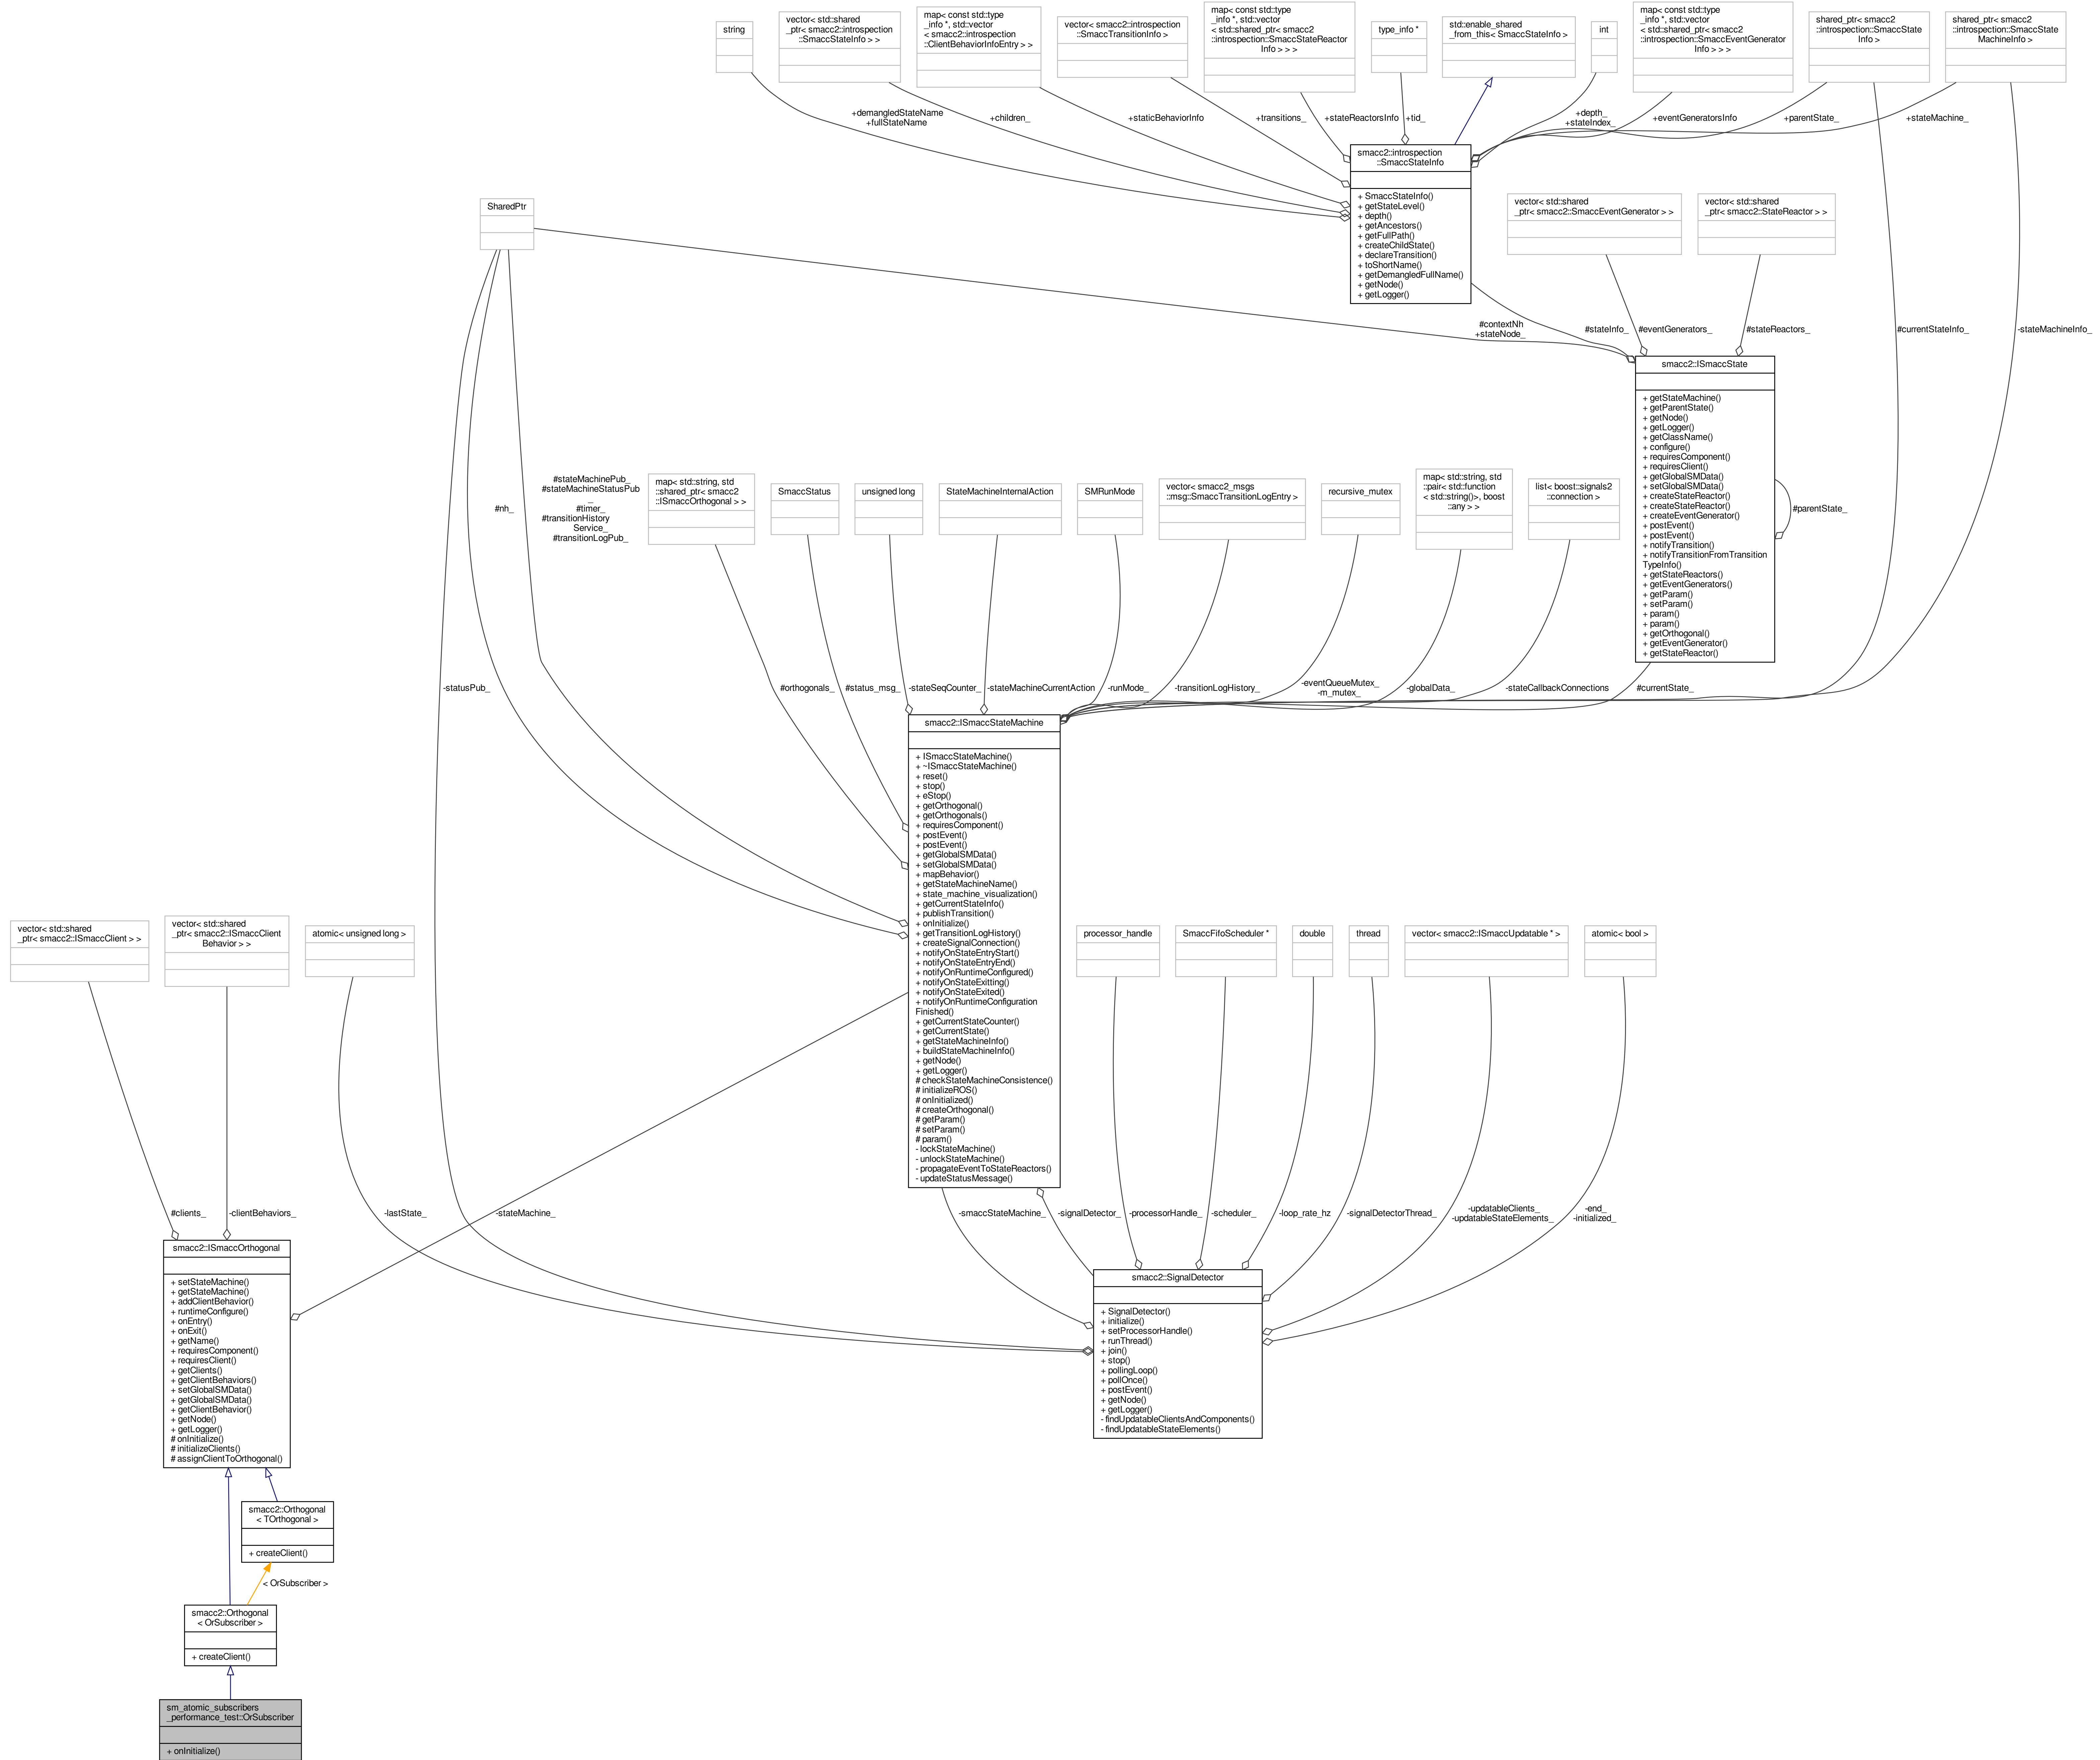 string
vector< std::shared
_ptr< smacc2::introspection
::SmaccStateInfo > >
map< const std::type
_info *, std::vector
< smacc2::introspection
::ClientBehaviorInfoEntry > >
vector< smacc2::introspection
::SmaccTransitionInfo >
map< const std::type
_info *, std::vector
< std::shared_ptr< smacc2
::introspection::SmaccStateReactor
Info > > >
type_info *
std::enable_shared
_from_this< SmaccStateInfo >
int
map< const std::type
_info *, std::vector
< std::shared_ptr< smacc2
::introspection::SmaccEventGenerator
Info > > >
shared_ptr< smacc2
::introspection::SmaccState
Info >
shared_ptr< smacc2
::introspection::SmaccState
MachineInfo >
+demangledStateName
+fullStateName
+children_
+staticBehaviorInfo
+transitions_
+stateReactorsInfo
+tid_
+depth_
+stateIndex_
+eventGeneratorsInfo
+parentState_
+stateMachine_
smacc2::introspection
::SmaccStateInfo
+ SmaccStateInfo()
+ getStateLevel()
+ depth()
+ getAncestors()
+ getFullPath()
+ createChildState()
+ declareTransition()
+ toShortName()
+ getDemangledFullName()
+ getNode()
+ getLogger()
SharedPtr
vector< std::shared
_ptr< smacc2::SmaccEventGenerator > >
vector< std::shared
_ptr< smacc2::StateReactor > >
#contextNh
+stateNode_
#stateInfo_
#eventGenerators_
#stateReactors_
#currentStateInfo_
-stateMachineInfo_
smacc2::ISmaccState
+ getStateMachine()
+ getParentState()
+ getNode()
+ getLogger()
+ getClassName()
+ configure()
+ requiresComponent()
+ requiresClient()
+ getGlobalSMData()
+ setGlobalSMData()
+ createStateReactor()
+ createStateReactor()
+ createEventGenerator()
+ postEvent()
+ postEvent()
+ notifyTransition()
+ notifyTransitionFromTransition
TypeInfo()
+ getStateReactors()
+ getEventGenerators()
+ getParam()
+ setParam()
+ param()
+ param()
+ getOrthogonal()
+ getEventGenerator()
+ getStateReactor()
#parentState_
#nh_
#stateMachinePub_
#stateMachineStatusPub
_
#timer_
#transitionHistory
Service_
#transitionLogPub_
map< std::string, std
::shared_ptr< smacc2
::ISmaccOrthogonal > >
SmaccStatus
unsigned long
StateMachineInternalAction
SMRunMode
vector< smacc2_msgs
::msg::SmaccTransitionLogEntry >
recursive_mutex
map< std::string, std
::pair< std::function
< std::string()>, boost
::any > >
list< boost::signals2
::connection >
-statusPub_
#orthogonals_
#status_msg_
-stateSeqCounter_
-stateMachineCurrentAction
-runMode_
-transitionLogHistory_
-eventQueueMutex_
-m_mutex_
-globalData_
-stateCallbackConnections
#currentState_
smacc2::ISmaccStateMachine
+ ISmaccStateMachine()
+ ~ISmaccStateMachine()
+ reset()
+ stop()
+ eStop()
+ getOrthogonal()
+ getOrthogonals()
+ requiresComponent()
+ postEvent()
+ postEvent()
+ getGlobalSMData()
+ setGlobalSMData()
+ mapBehavior()
+ getStateMachineName()
+ state_machine_visualization()
+ getCurrentStateInfo()
+ publishTransition()
+ onInitialize()
+ getTransitionLogHistory()
+ createSignalConnection()
+ notifyOnStateEntryStart()
+ notifyOnStateEntryEnd()
+ notifyOnRuntimeConfigured()
+ notifyOnStateExitting()
+ notifyOnStateExited()
+ notifyOnRuntimeConfiguration
Finished()
+ getCurrentStateCounter()
+ getCurrentState()
+ getStateMachineInfo()
+ buildStateMachineInfo()
+ getNode()
+ getLogger()
# checkStateMachineConsistence()
# initializeROS()
# onInitialized()
# createOrthogonal()
# getParam()
# setParam()
# param()
- lockStateMachine()
- unlockStateMachine()
- propagateEventToStateReactors()
- updateStatusMessage()
vector< std::shared
_ptr< smacc2::ISmaccClient > >
vector< std::shared
_ptr< smacc2::ISmaccClient
Behavior > >
atomic< unsigned long >
processor_handle
SmaccFifoScheduler *
double
thread
vector< smacc2::ISmaccUpdatable * >
atomic< bool >
#clients_
-clientBehaviors_
-lastState_
-stateMachine_
-smaccStateMachine_
-signalDetector_
-processorHandle_
-scheduler_
-loop_rate_hz
-signalDetectorThread_
-updatableClients_
-updatableStateElements_
-end_
-initialized_
smacc2::ISmaccOrthogonal
+ setStateMachine()
+ getStateMachine()
+ addClientBehavior()
+ runtimeConfigure()
+ onEntry()
+ onExit()
+ getName()
+ requiresComponent()
+ requiresClient()
+ getClients()
+ getClientBehaviors()
+ setGlobalSMData()
+ getGlobalSMData()
+ getClientBehavior()
+ getNode()
+ getLogger()
# onInitialize()
# initializeClients()
# assignClientToOrthogonal()
smacc2::SignalDetector
+ SignalDetector()
+ initialize()
+ setProcessorHandle()
+ runThread()
+ join()
+ stop()
+ pollingLoop()
+ pollOnce()
+ postEvent()
+ getNode()
+ getLogger()
- findUpdatableClientsAndComponents()
- findUpdatableStateElements()
smacc2::Orthogonal
< TOrthogonal >
+ createClient()
< OrSubscriber >
smacc2::Orthogonal
< OrSubscriber >
+ createClient()
sm_atomic_subscribers
_performance_test::OrSubscriber
+ onInitialize()